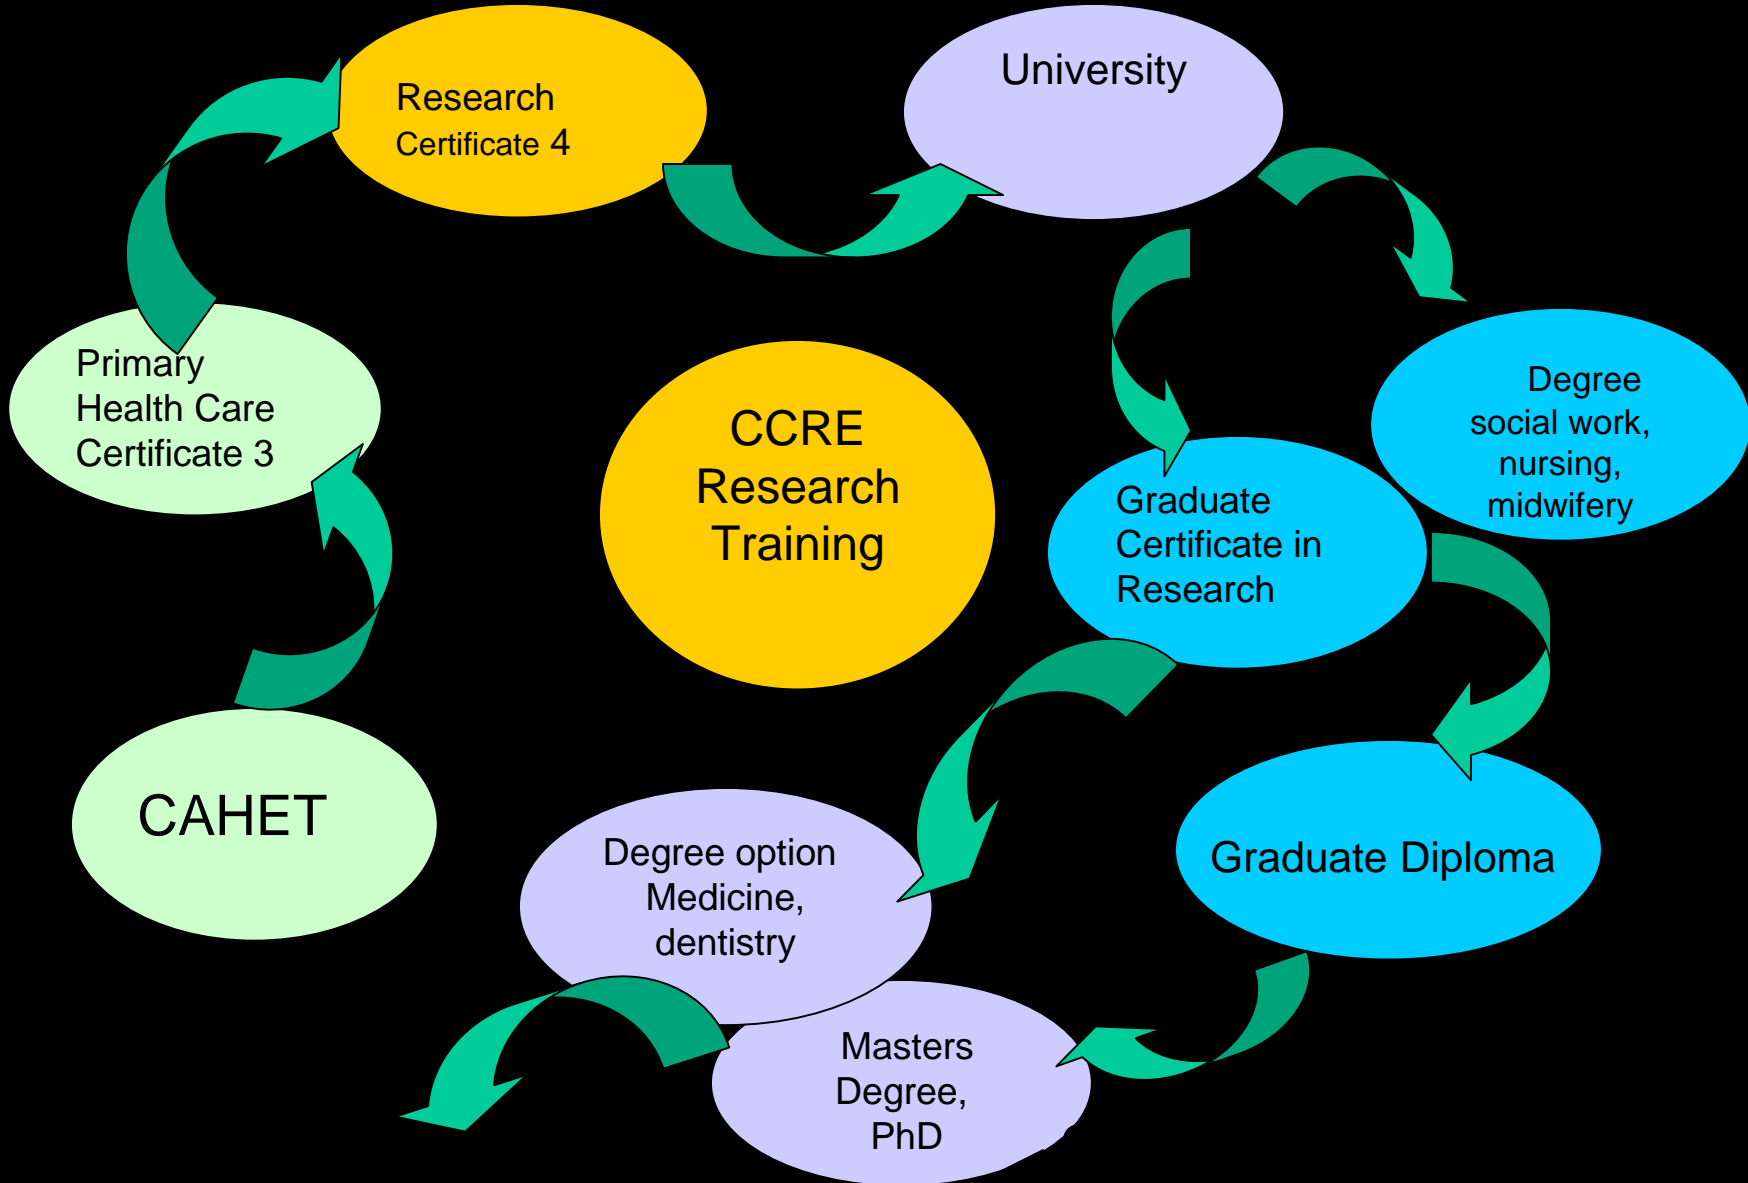 Research
Certificate 4
University
Primary
Health Care
Certificate 3
CCRE
Research
Training
Degree
social work,
nursing,
midwifery
Graduate
Certificate in
Research
CAHET
Degree option
Medicine,
dentistry
Graduate Diploma
Masters
Degree,
PhD